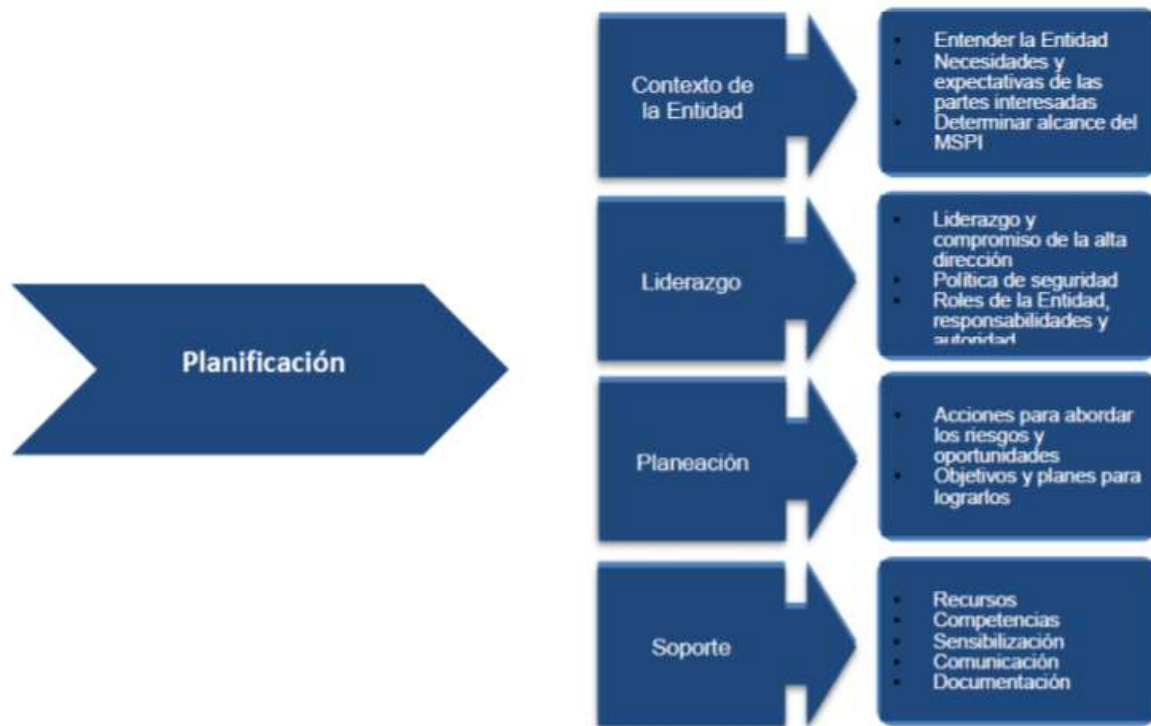 Planificación
Contexto de
la Entidad
• Entender la Entidad
• Necesidades y
expectativas de las
partes interesadas
• Determinar alcance del
MSPI
Liderazgo
• Liderazgo y
compromiso de la alta
dirección
• Política de seguridad
• Roles de la Entidad,
responsabilidades y
autoridad
Planeación
• Acciones para abordar
los riesgos y
oportunidades
• Objetivos y planes para
lograrlos
Soporte
• Recursos
• Competencias
• Sensibilización
• Comunicación
• Documentación